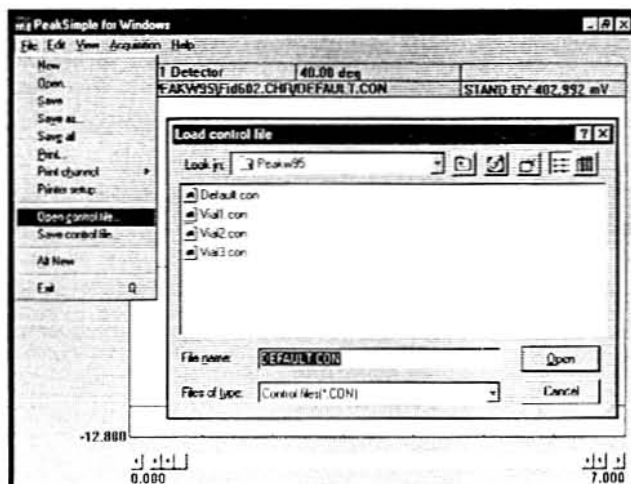 PeakSimple for Windows
File Edit View Acquisition Help
New
Open...
Save
Save as...
Save all
Print...
Print channel
Printer setup...
Open control file...
Save control file...
All New
Exit Q
1 Detector 40.00 deg
PEAKW95\Fid602.CHR\DEFAULT.CON STAND BY 402.992 mV
Load control file
Look in: Peakw95
Default.con
Vial1.con
Vial2.con
Vial3.con
File name: DEFAULT.CON Open
Files of type: Control files(*.CON) Cancel
-12.800
0.000 7.000